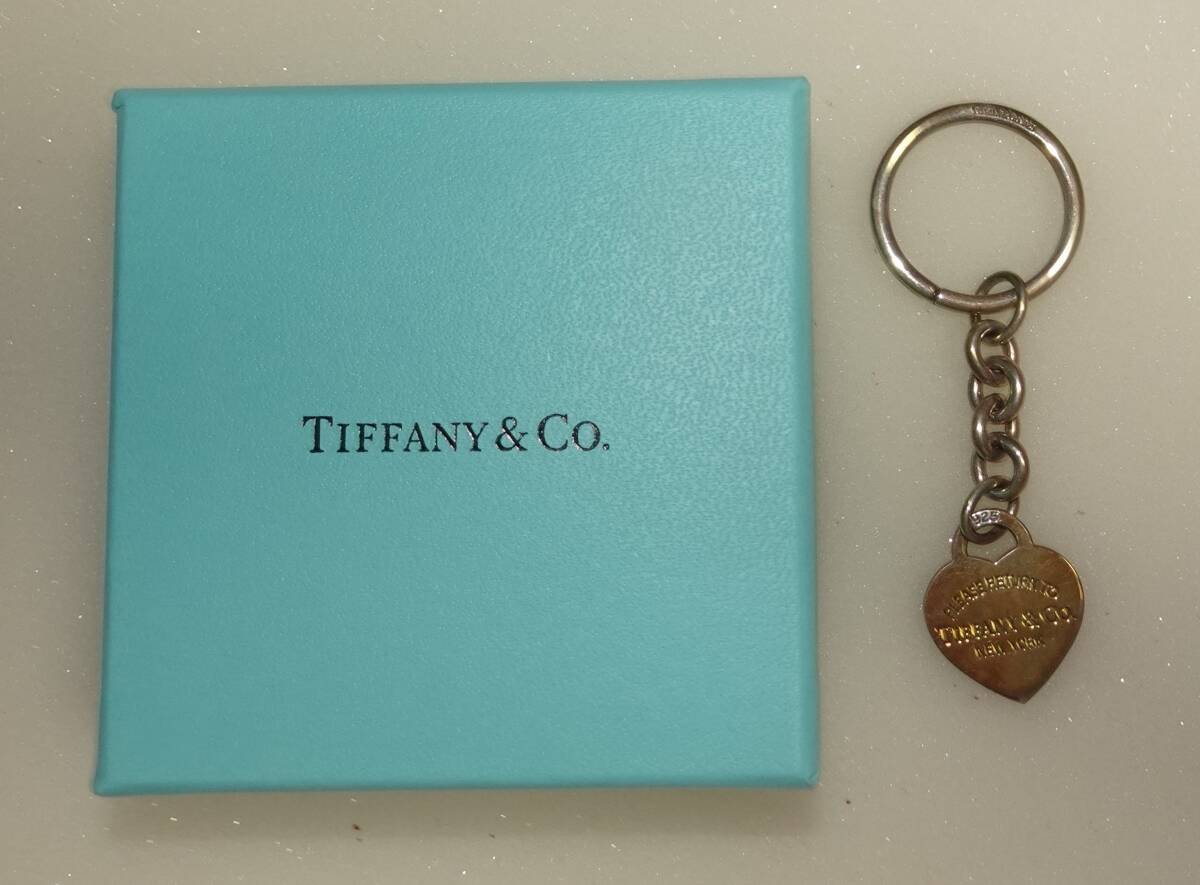 TIFFANY & CO.
925
PLEASE RETURN TO
TIFFANY & CO.
NEW YORK